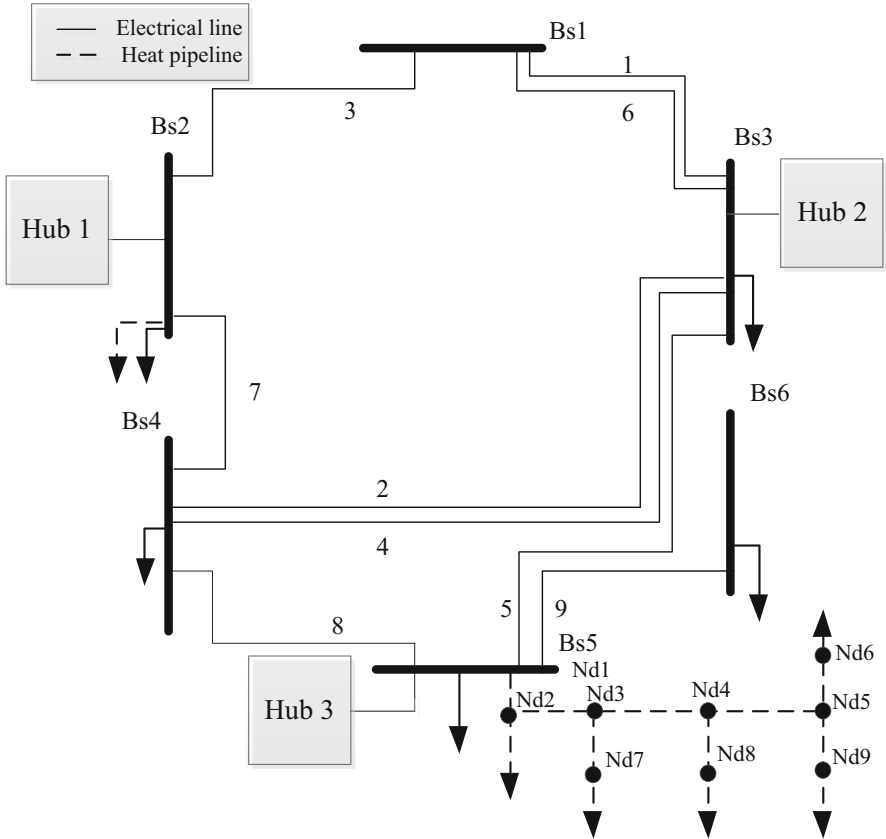 Electrical line
Heat pipeline
Bs1
1
3
6
Bs2
Bs3
Hub 1
Hub 2
7
Bs6
Bs4
2
4
5
9
8
Bs5
Nd1
Nd6
Hub 3
Nd2
Nd3
Nd4
Nd5
Nd7
Nd8
Nd9